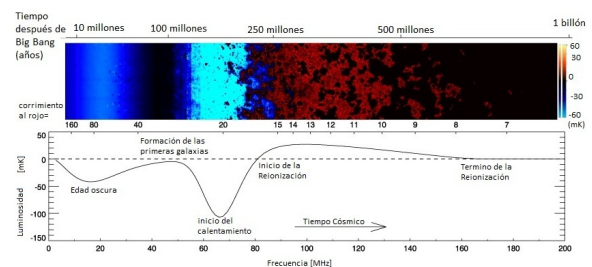 Tiempo
después de
Big Bang
(años)
10 millones
100 millones
250 millones
500 millones
1 billón
60
30
0
-30
-60
(mK)
corrimiento
al rojo=
160
80
40
20
15
14
13
12
11
10
9
8
7
Luminosidad [mK]
50
0
-50
-100
-150
Edad oscura
Formación de las
primeras galaxias
Inicio del
calentamiento
Inicio de la
Reionización
Tiempo Cósmico
Termino de la
Reionización
0
20
40
60
80
100
120
140
160
180
200
Frecuencia [MHz]